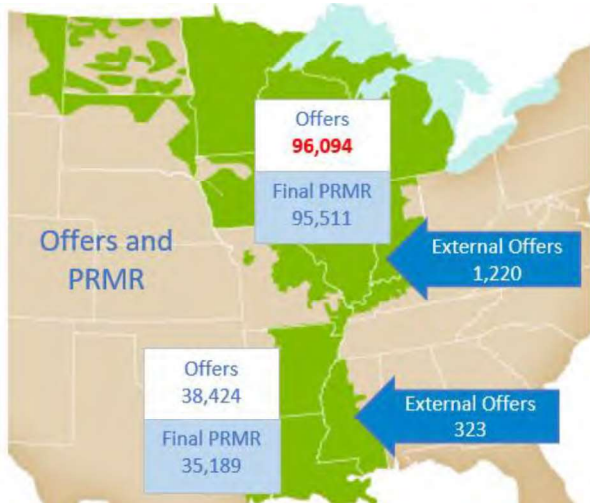 Offers
96,094
Final PRMR
95,511
Offers and
PRMR
External Offers
1,220
Offers
38,424
Final PRMR
35,189
External Offers
323